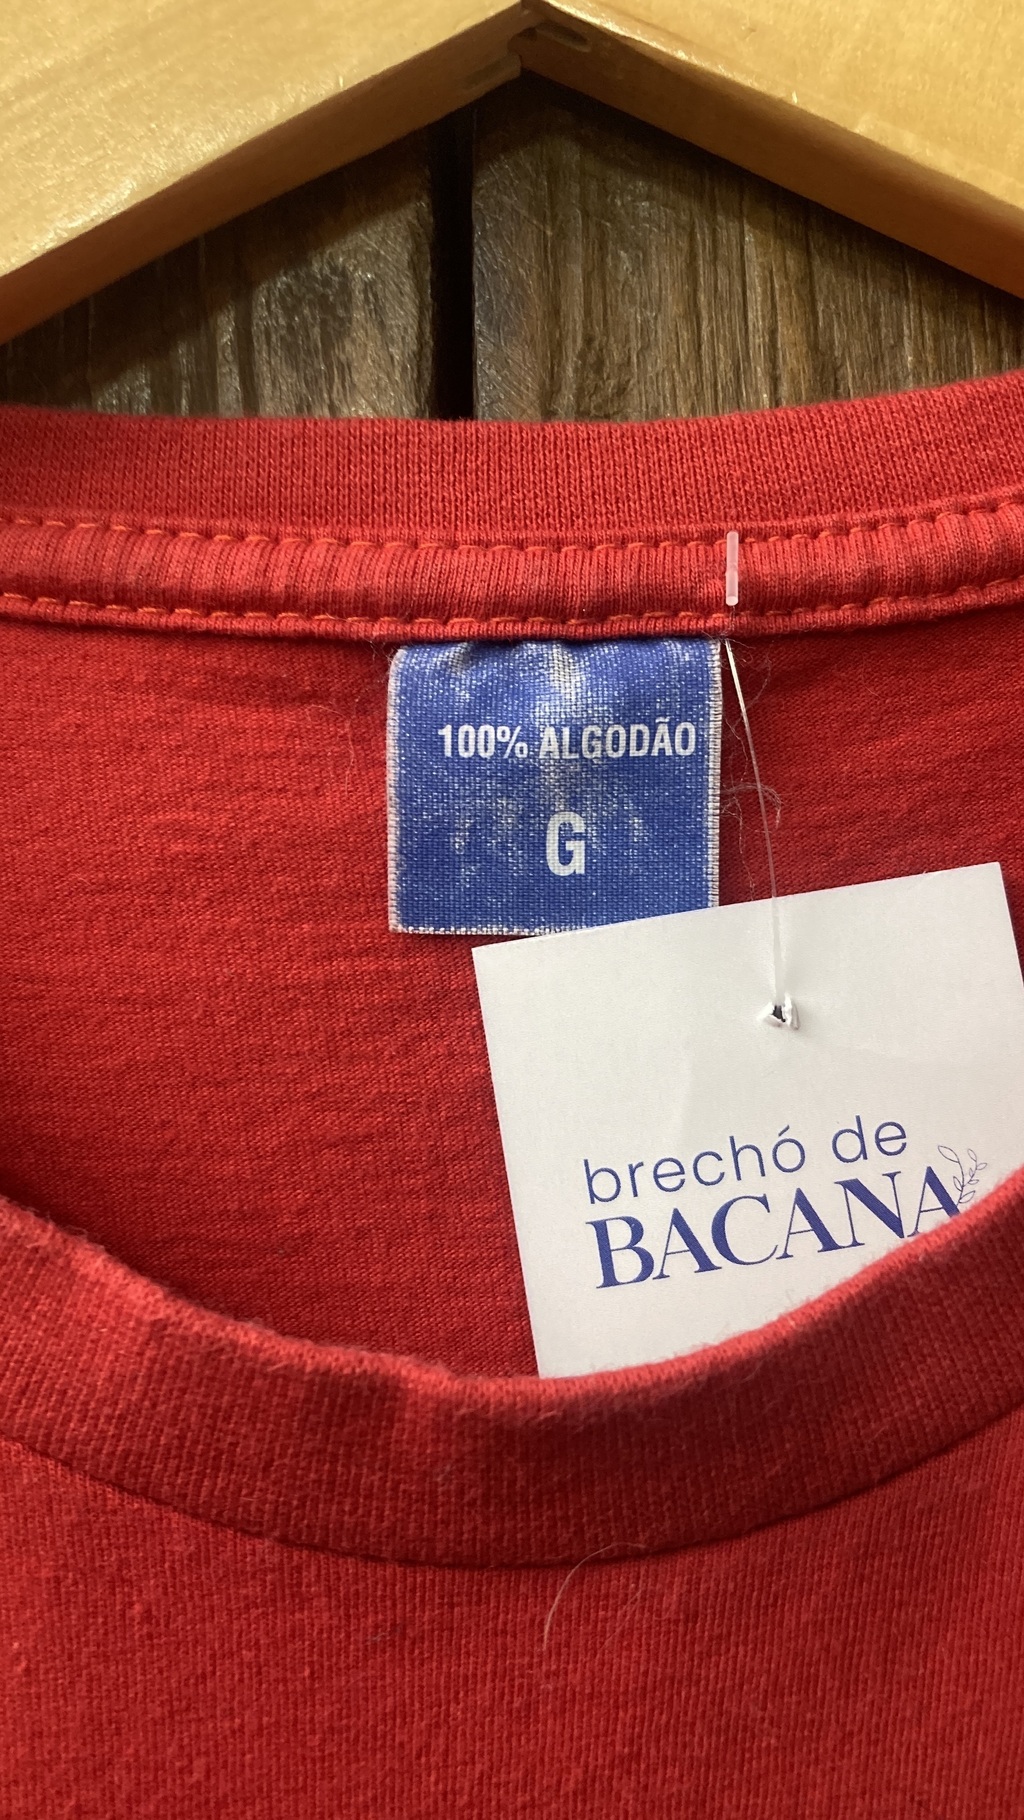 100% ALGODÃO
G
brechó de
BACANA